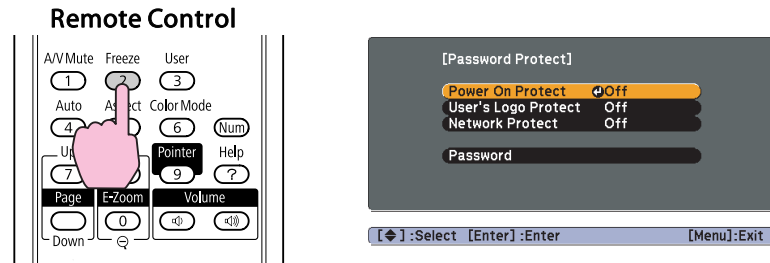 Remote Control
A/V Mute Freeze User
1 2 3
Auto Aspect Color Mode
4 6 Num
Up Pointer Help
7 9 ?
Page E-Zoom Volume
0
Down
[Password Protect]
Power On Protect Off
User's Logo Protect Off
Network Protect Off
Password
[ ] :Select [Enter] :Enter [Menu]:Exit